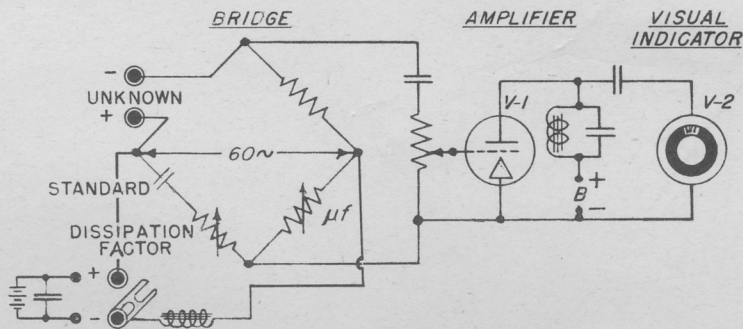 BRIDGE
AMPLIFIER
VISUAL
INDICATOR
-
UNKNOWN
+
V-1
V-2
60~
STANDARD
μf
+
B
-
DISSIPATION
FACTOR
+ +
- -